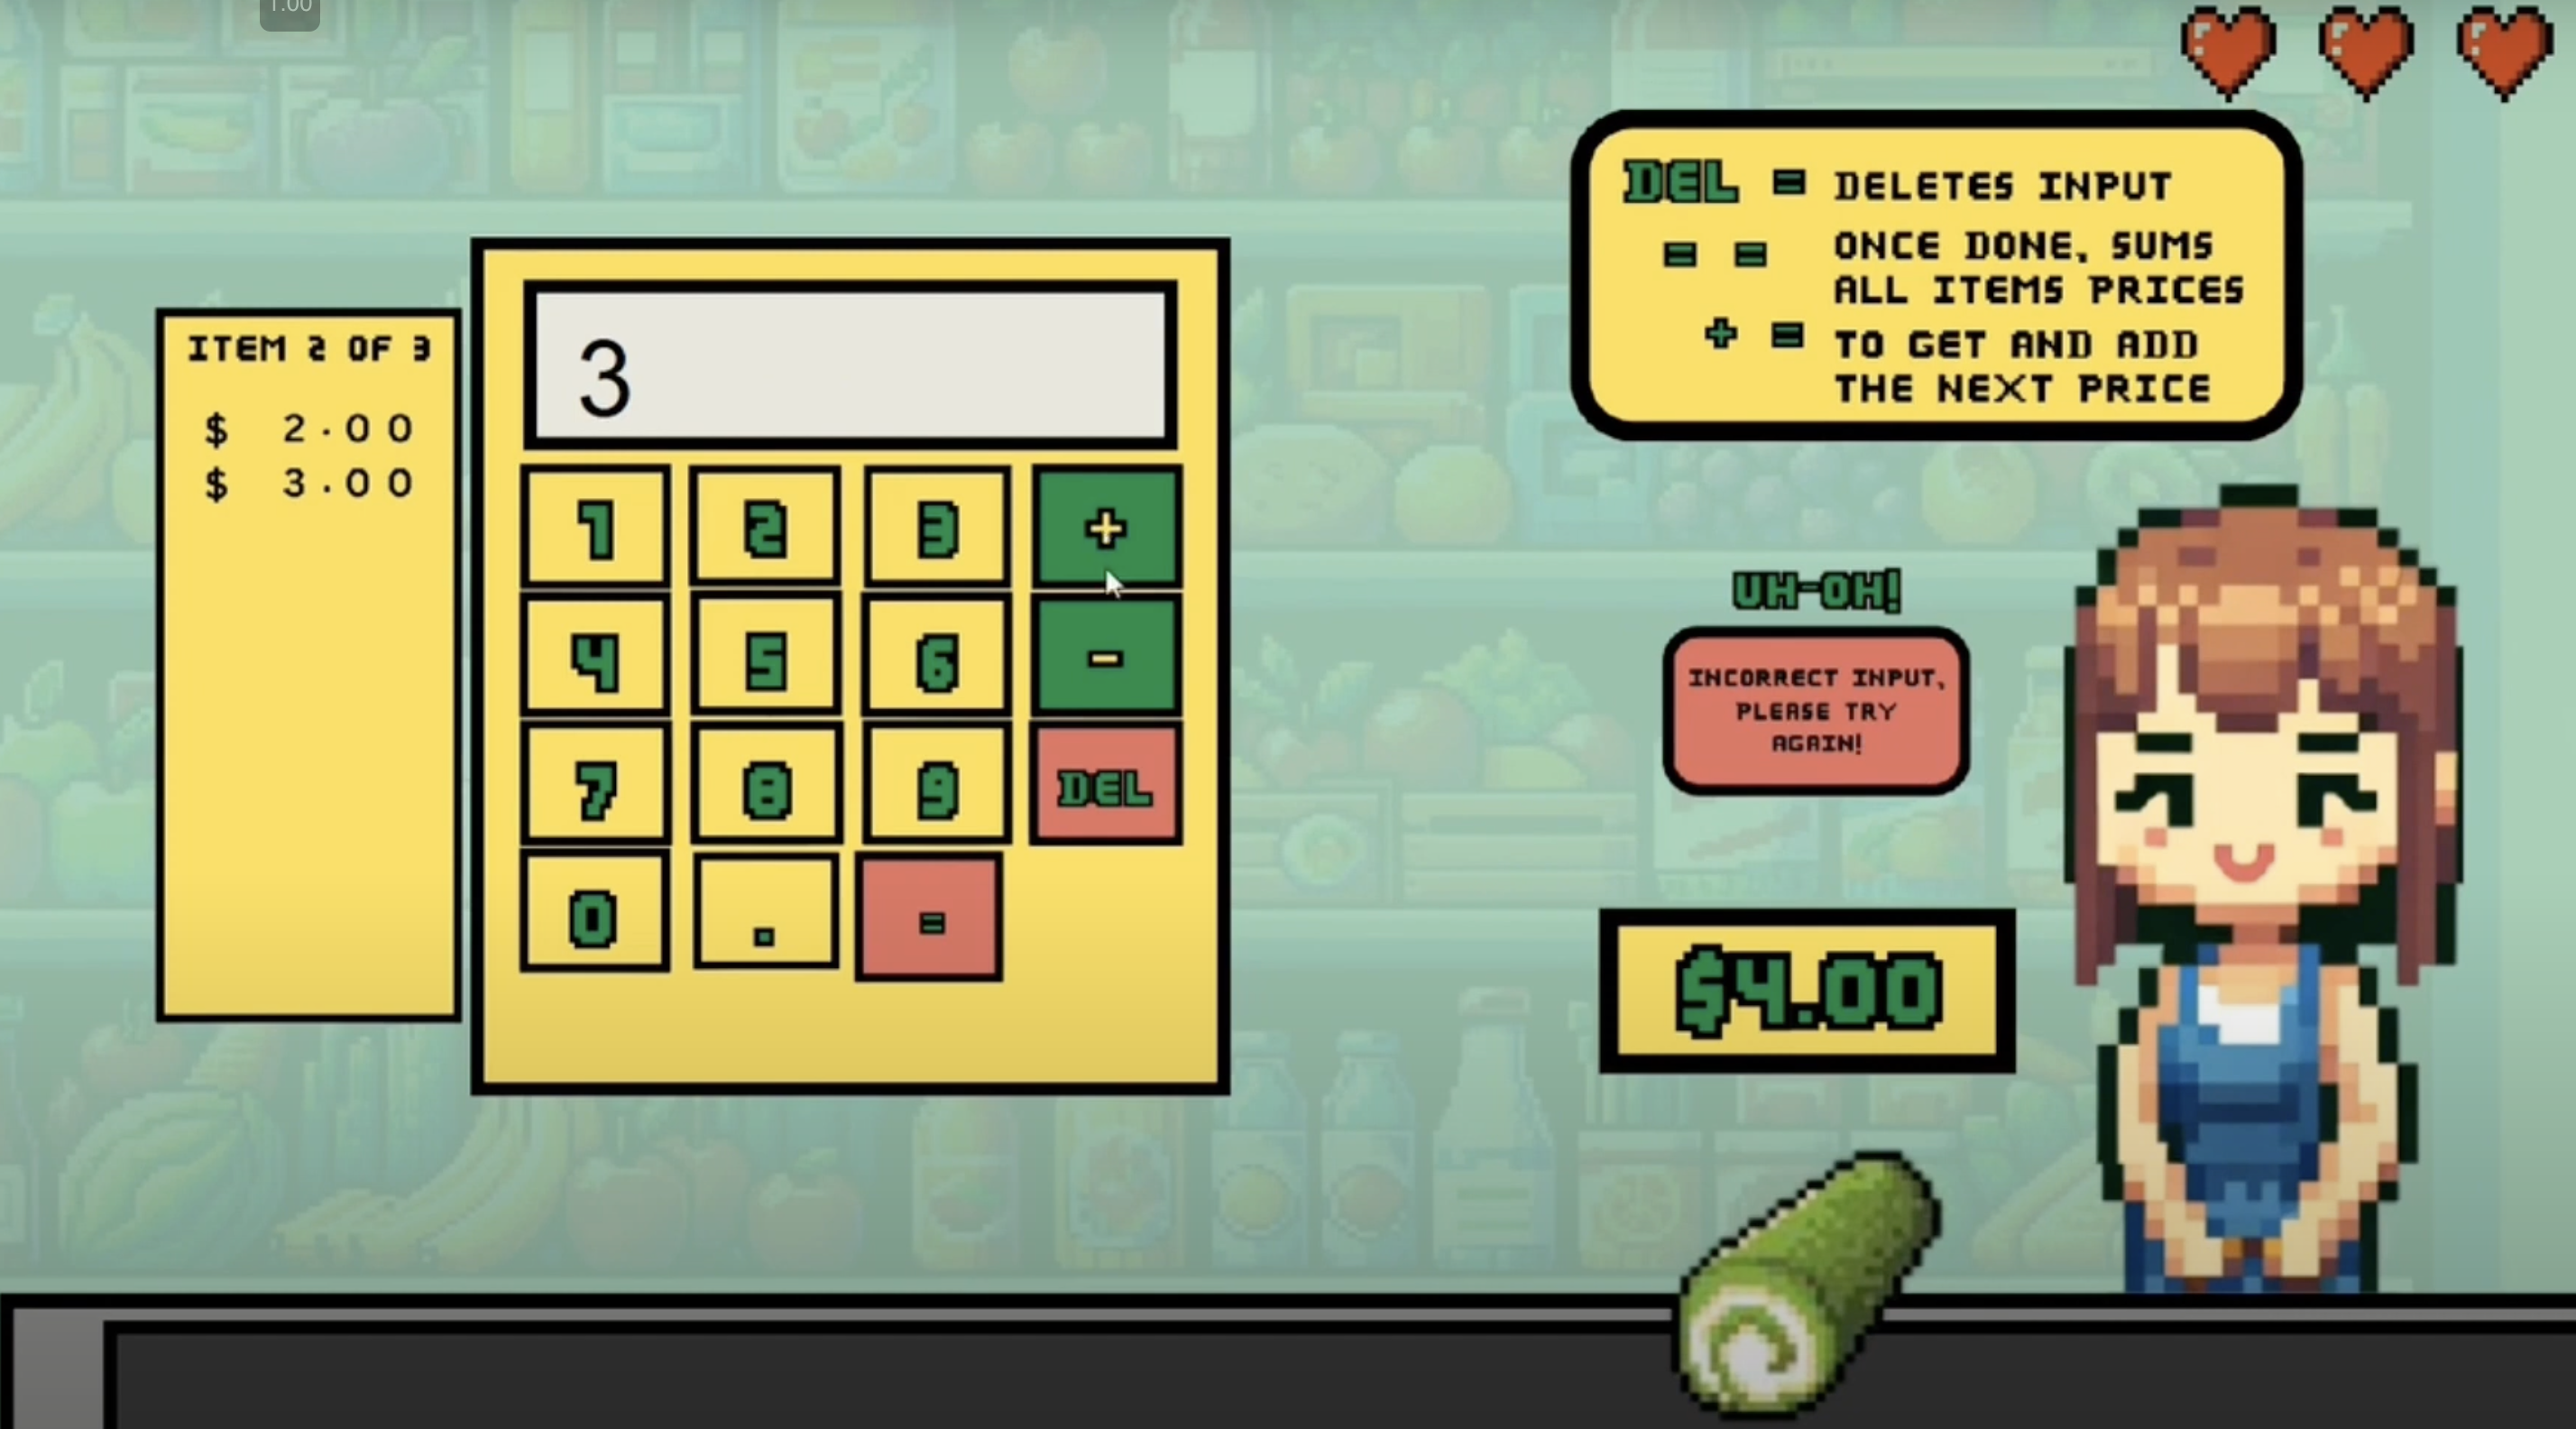 1:00
DEL = DELETES INPUT
= = ONCE DONE, SUMS
ALL ITEMS PRICES
+ = TO GET AND ADD
THE NEXT PRICE
ITEM 2 OF 3
$ 2.00
$ 3.00
3
1 2 3 +
4 5 6 -
7 8 9 DEL
0 . =
UH-OH!
INCORRECT INPUT,
PLEASE TRY
AGAIN!
$4.00